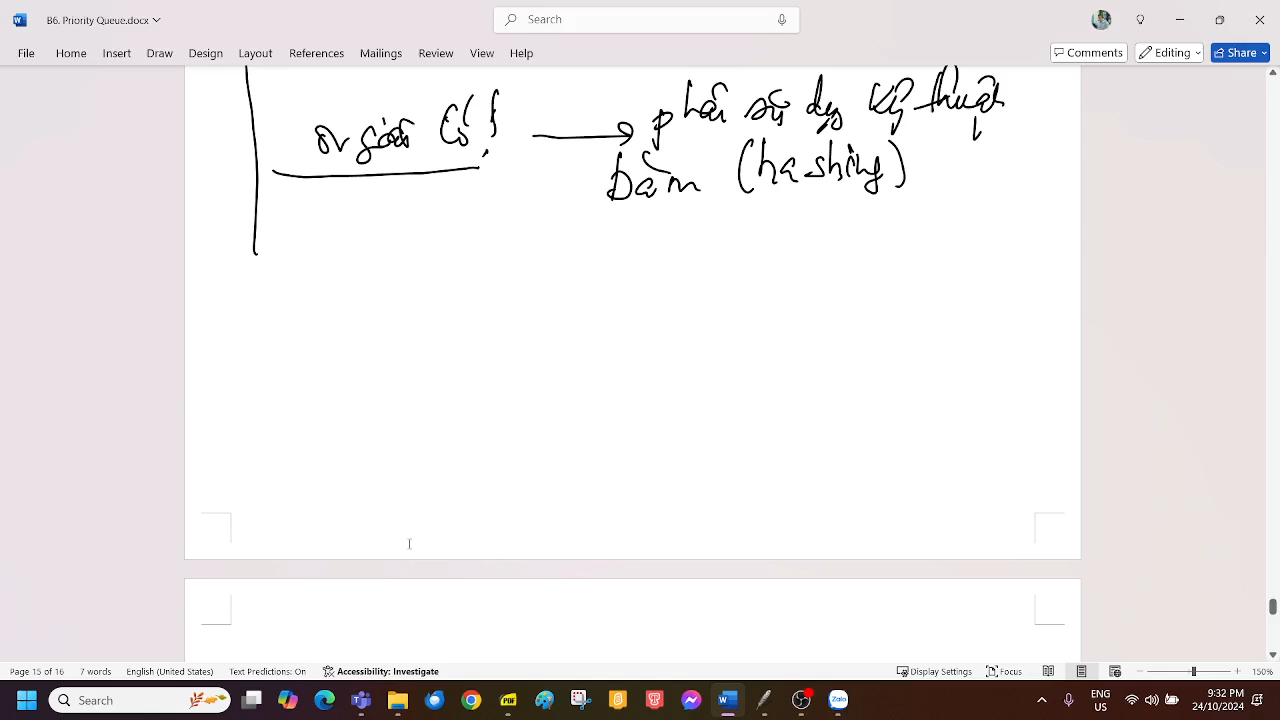 B6. Priority Queue.docx
Search
File Home Insert Draw Design Layout References Mailings Review View Help
Comments Editing Share
phải sử dụng kỹ thuật
băm (hashing)
Page 15 of 16 7 words English (United States) Text Predictions: On Accessibility: Investigate
Display Settings Focus 150%
Search
PDF
Zalo
ENG
US
9:32 PM
24/10/2024